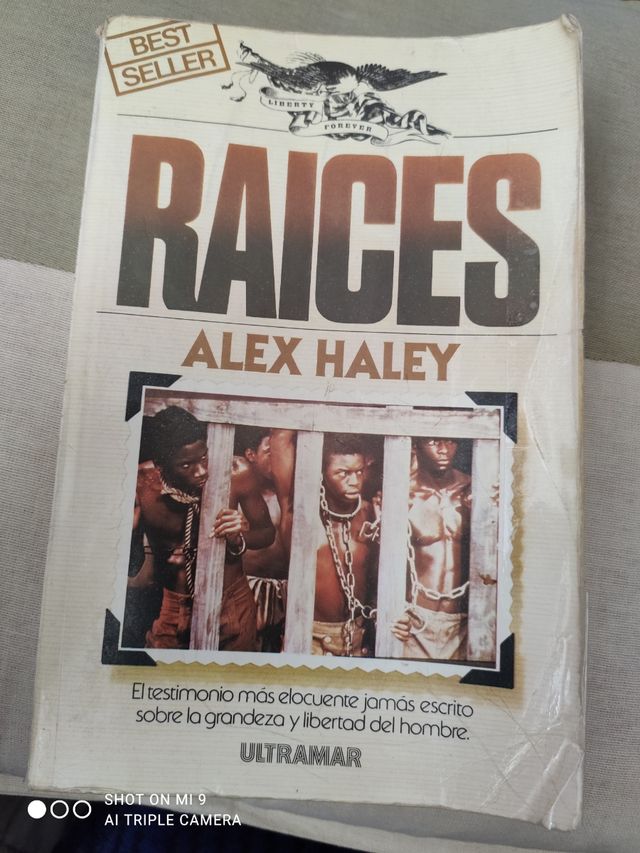 BEST
SELLER
LIBERTY
FOREVER
RAICES
ALEX HALEY
El testimonio más elocuente jamás escrito
sobre la grandeza y libertad del hombre.
ULTRAMAR
SHOT ON MI 9
AI TRIPLE CAMERA